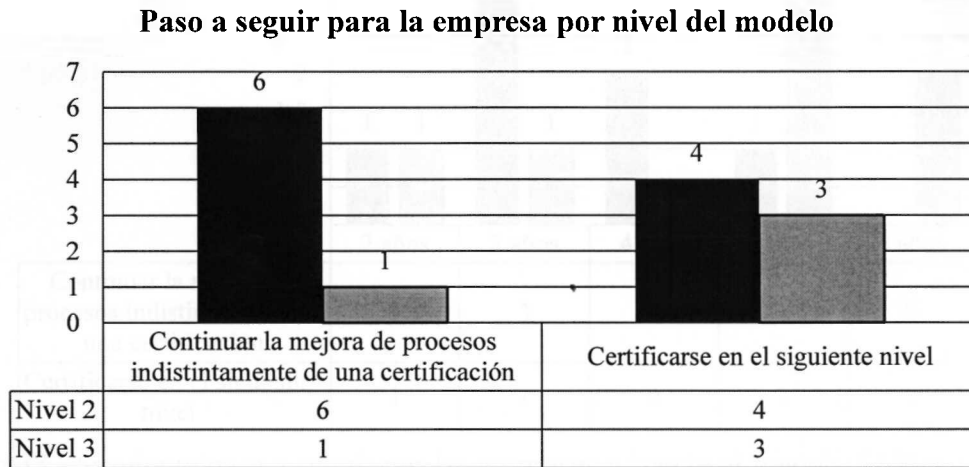 Paso a seguir para la empresa por nivel del modelo
7
6
5
4
3
2
1
0
6
1
4
3
Continuar la mejora de procesos
indistintamente de una certificación
Certificarse en el siguiente nivel
Nivel 2 6 4
Nivel 3 1 3